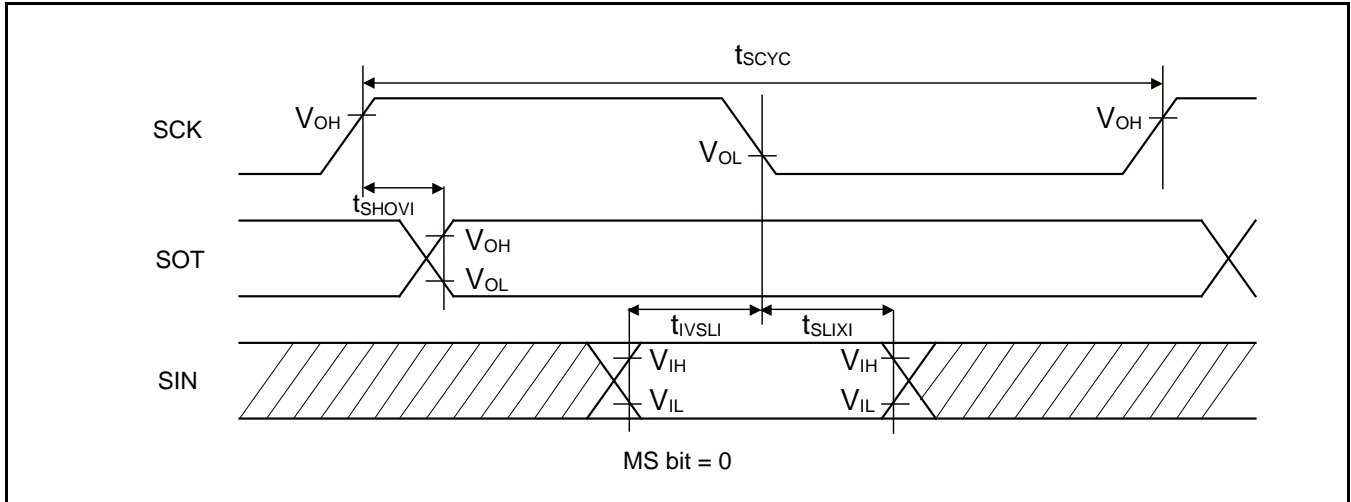 tSCYC
SCK
VOH
VOL
VOH
tSHOVI
SOT
VOH
VOL
tIVSLI
tSLIXI
SIN
VIH
VIL
VIH
VIL
MS bit = 0